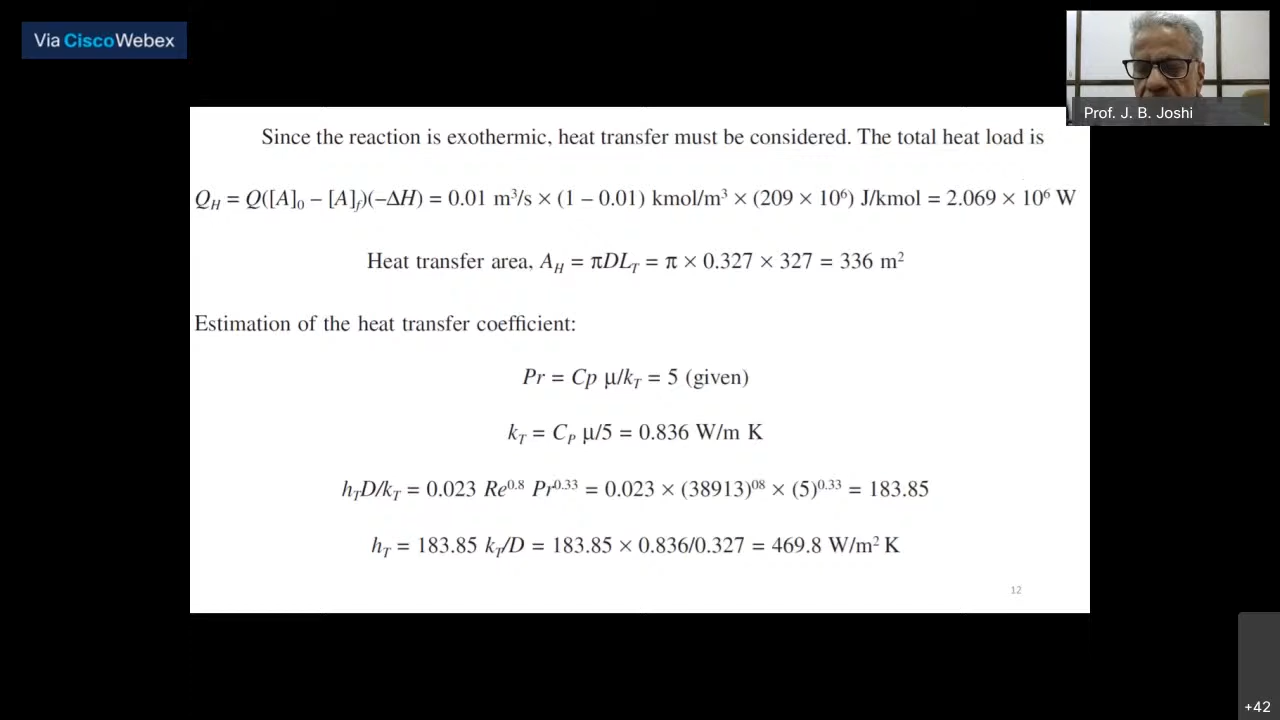 Via Cisco Webex
Prof. J. B. Joshi
Since the reaction is exothermic, heat transfer must be considered. The total heat load is
Q_H = Q([A]₀ – [A]_f)(–ΔH) = 0.01 m³/s × (1 – 0.01) kmol/m³ × (209 × 10⁶) J/kmol = 2.069 × 10⁶ W
Heat transfer area, A_H = πDL_T = π × 0.327 × 327 = 336 m²
Estimation of the heat transfer coefficient:
Pr = Cp μ/k_T = 5 (given)
k_T = C_P μ/5 = 0.836 W/m K
h_TD/k_T = 0.023 Re^0.8 Pr^0.33 = 0.023 × (38913)^08 × (5)^0.33 = 183.85
h_T = 183.85 k_T/D = 183.85 × 0.836/0.327 = 469.8 W/m² K
12
+42